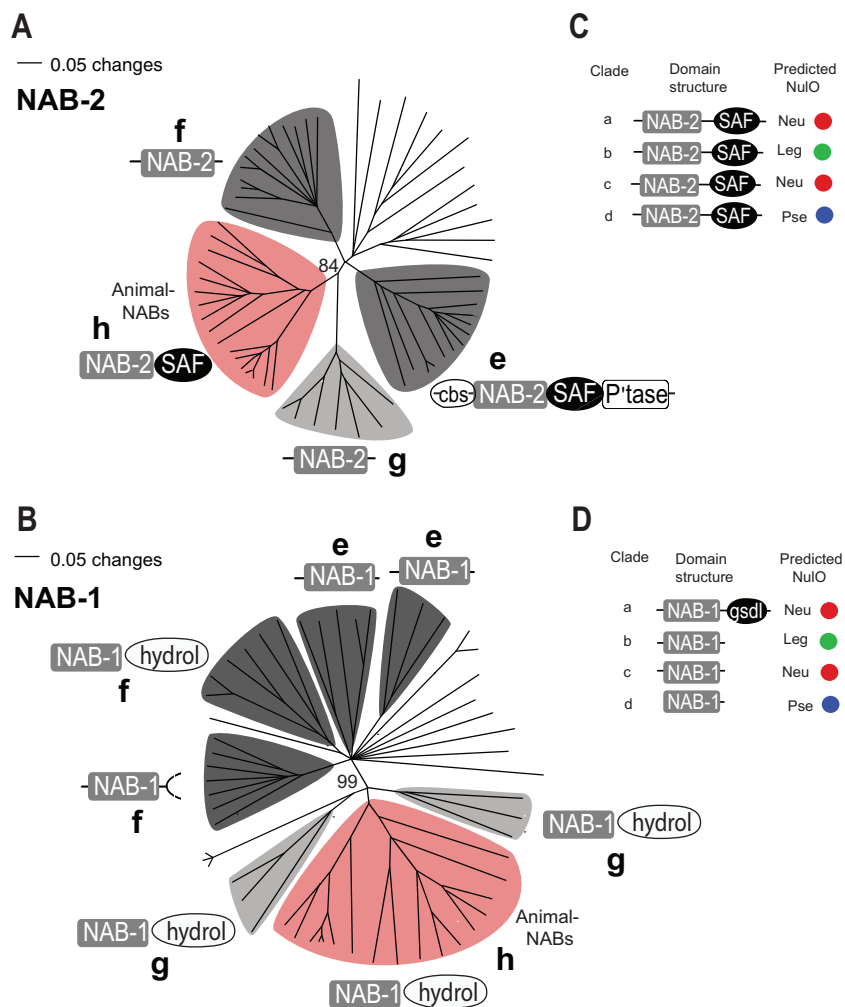 A
0.05 changes
NAB-2
f
NAB-2
84
Animal-
NABs
h
NAB-2 SAF
e
cbs NAB-2 SAF P'tase
NAB-2 g
C
Clade Domain structure Predicted NulO
a NAB-2 SAF Neu
b NAB-2 SAF Leg
c NAB-2 SAF Neu
d NAB-2 SAF Pse
B
0.05 changes
NAB-1
e e
NAB-1 NAB-1
NAB-1 hydrol
f
NAB-1
f
99
NAB-1 hydrol
g
NAB-1 hydrol
g
Animal-
NABs
h
NAB-1 hydrol
D
Clade Domain structure Predicted NulO
a NAB-1 gsdl Neu
b NAB-1 Leg
c NAB-1 Neu
d NAB-1 Pse